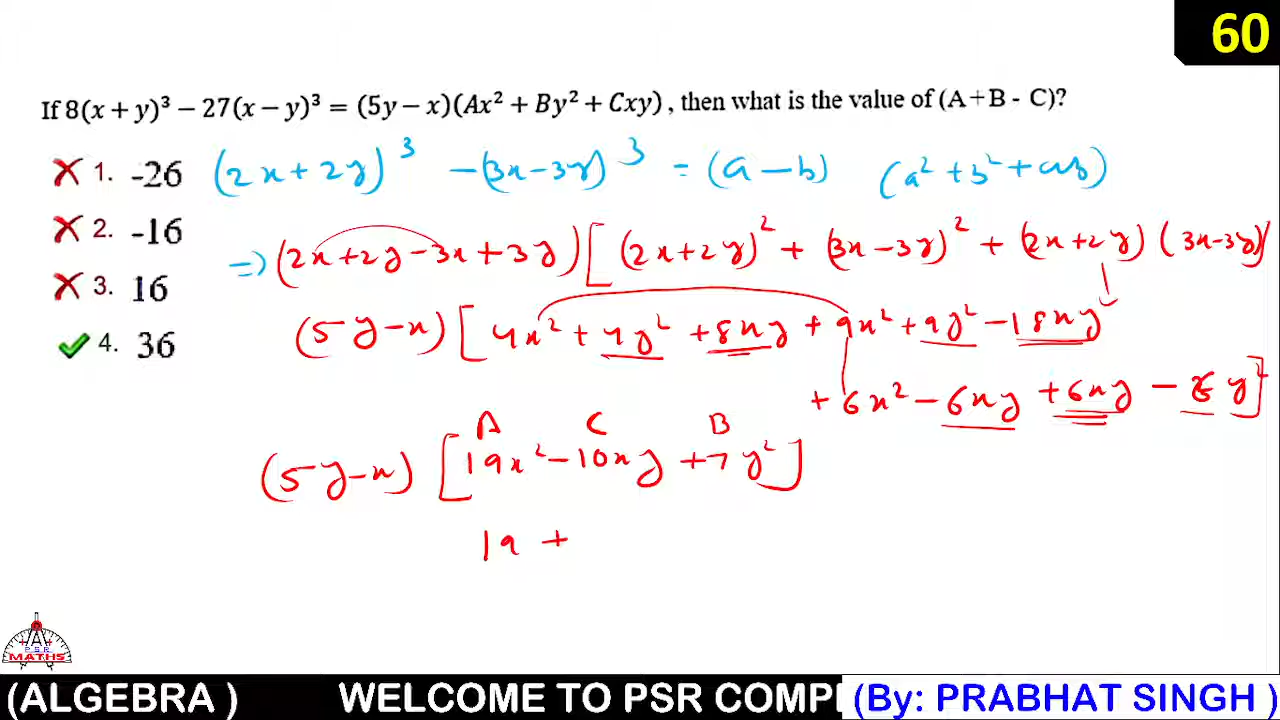 60
If 8(x + y)³ − 27(x − y)³ = (5y − x)(Ax² + By² + Cxy) , then what is the value of (A+B - C)?
1. -26
(2x+2y)³ −(3x−3y)³ = (a−b) (a²+b²+ab)
2. -16
=> (2x+2y−3x+3y)[(2x+2y)² + (3x−3y)² + (2x+2y)(3x−3y)
3. 16
(5y−x)[4x²+4y²+8xy+9x²+9y²−18xy
4. 36
+6x²−6xy+6xy−6y²]
A C B
(5y−x)[19x²−10xy+7y²]
19 +
A
P S R
MATHS
(ALGEBRA ) WELCOME TO PSR COMP (By: PRABHAT SINGH )